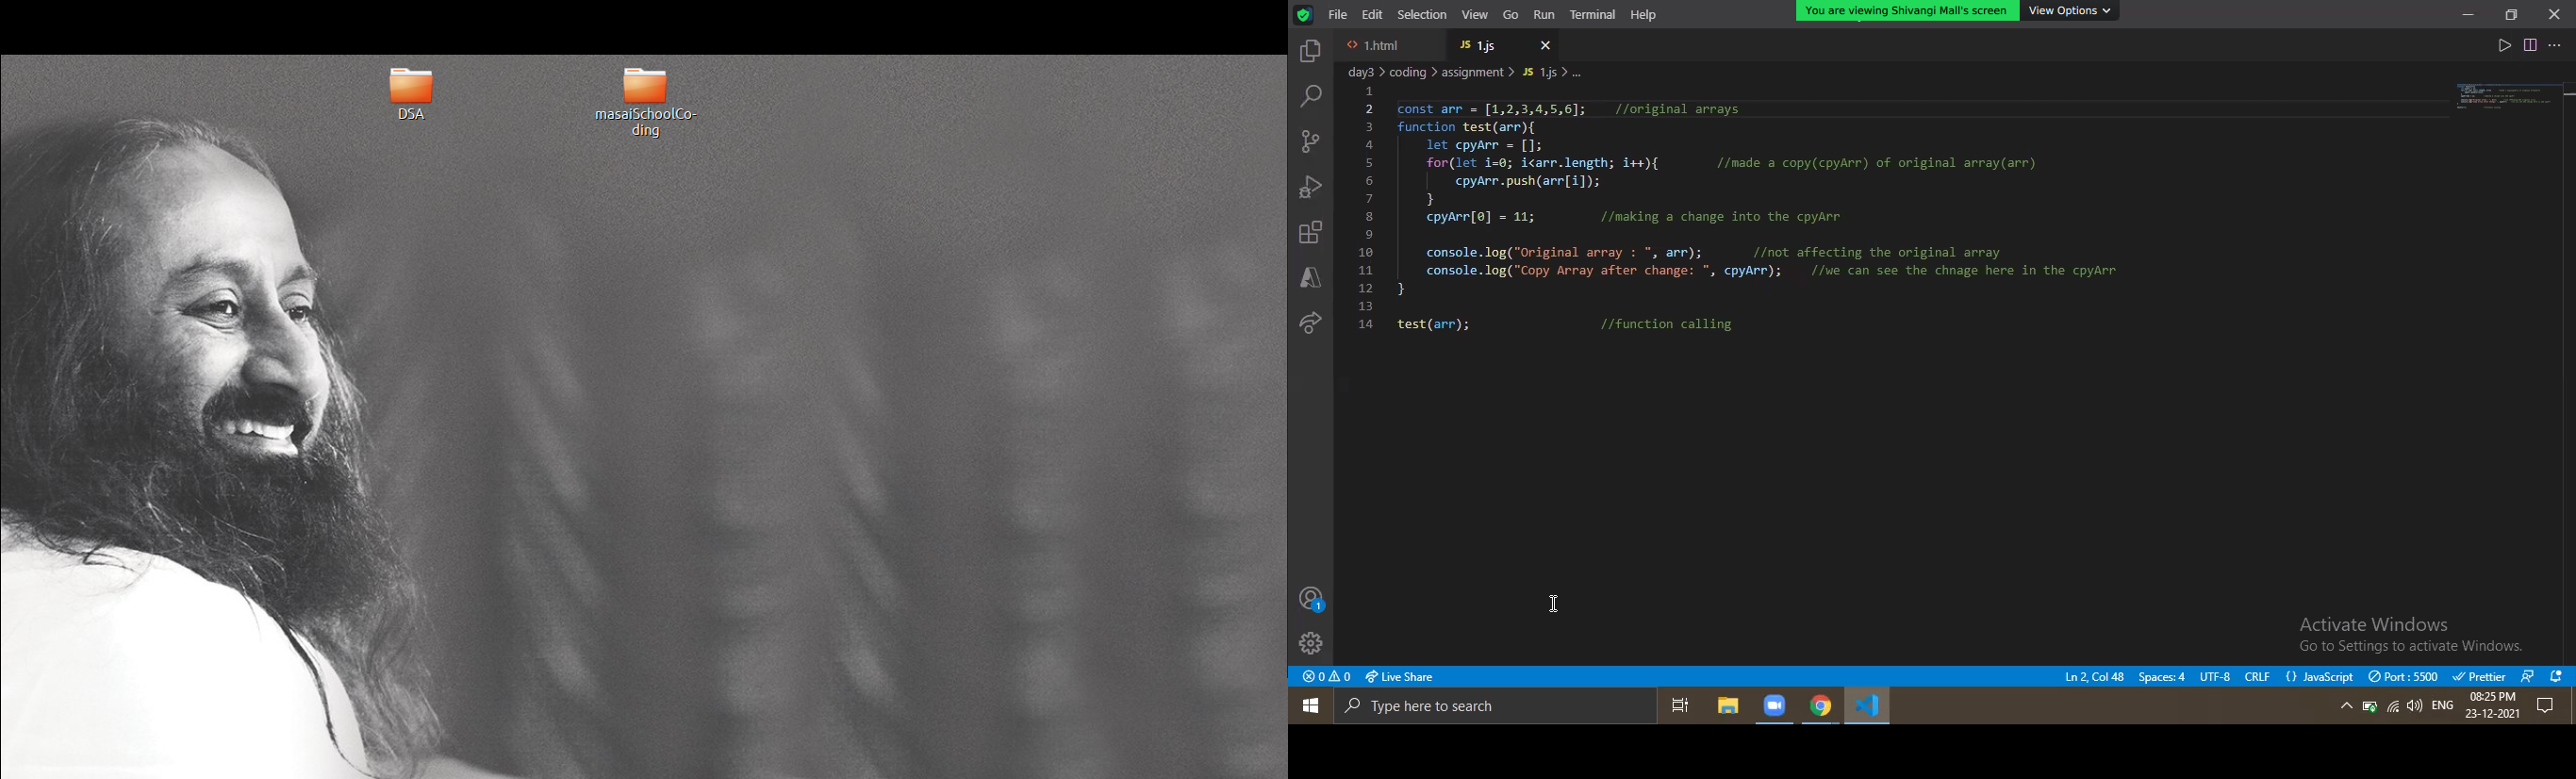 DSA
masaiSchoolCo-
ding
File Edit Selection View Go Run Terminal Help
You are viewing Shivangi Mall's screen View Options
1.html JS 1.js
day3 > coding > assignment > JS 1.js > ...
1
2 const arr = [1,2,3,4,5,6]; //original arrays
3 function test(arr){
4 let cpyArr = [];
5 for(let i=0; i<arr.length; i++){ //made a copy(cpyArr) of original array(arr)
6 cpyArr.push(arr[i]);
7 }
8 cpyArr[0] = 11; //making a change into the cpyArr
9
10 console.log("Original array : ", arr); //not affecting the original array
11 console.log("Copy Array after change: ", cpyArr); //we can see the chnage here in the cpyArr
12 }
13
14 test(arr); //function calling
1
Activate Windows
Go to Settings to activate Windows.
0 0 Live Share Ln 2, Col 48 Spaces: 4 UTF-8 CRLF {} JavaScript Port : 5500 Prettier
Type here to search
ENG
08:25 PM
23-12-2021